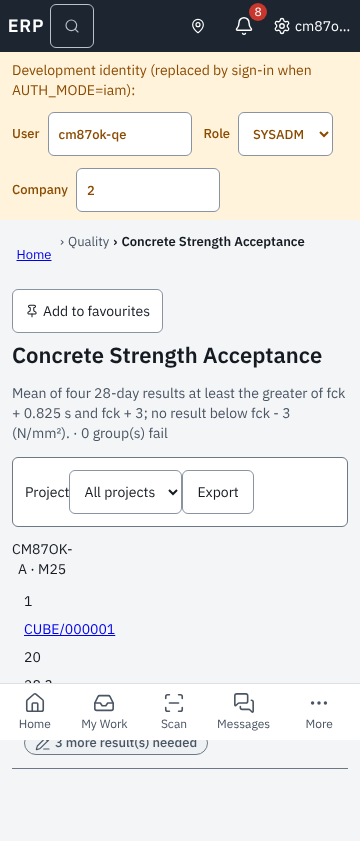 ERP
8
cm87o...
Development identity (replaced by sign-in when
AUTH_MODE=iam):
User cm87ok-qe Role SYSADM
Company 2
Home › Quality › Concrete Strength Acceptance
Add to favourites
Concrete Strength Acceptance
Mean of four 28-day results at least the greater of fck
+ 0.825 s and fck + 3; no result below fck - 3
(N/mm²). · 0 group(s) fail
Project All projects Export
CM87OK-
A · M25
1
CUBE/000001
20
Home My Work Scan Messages More
3 more result(s) needed